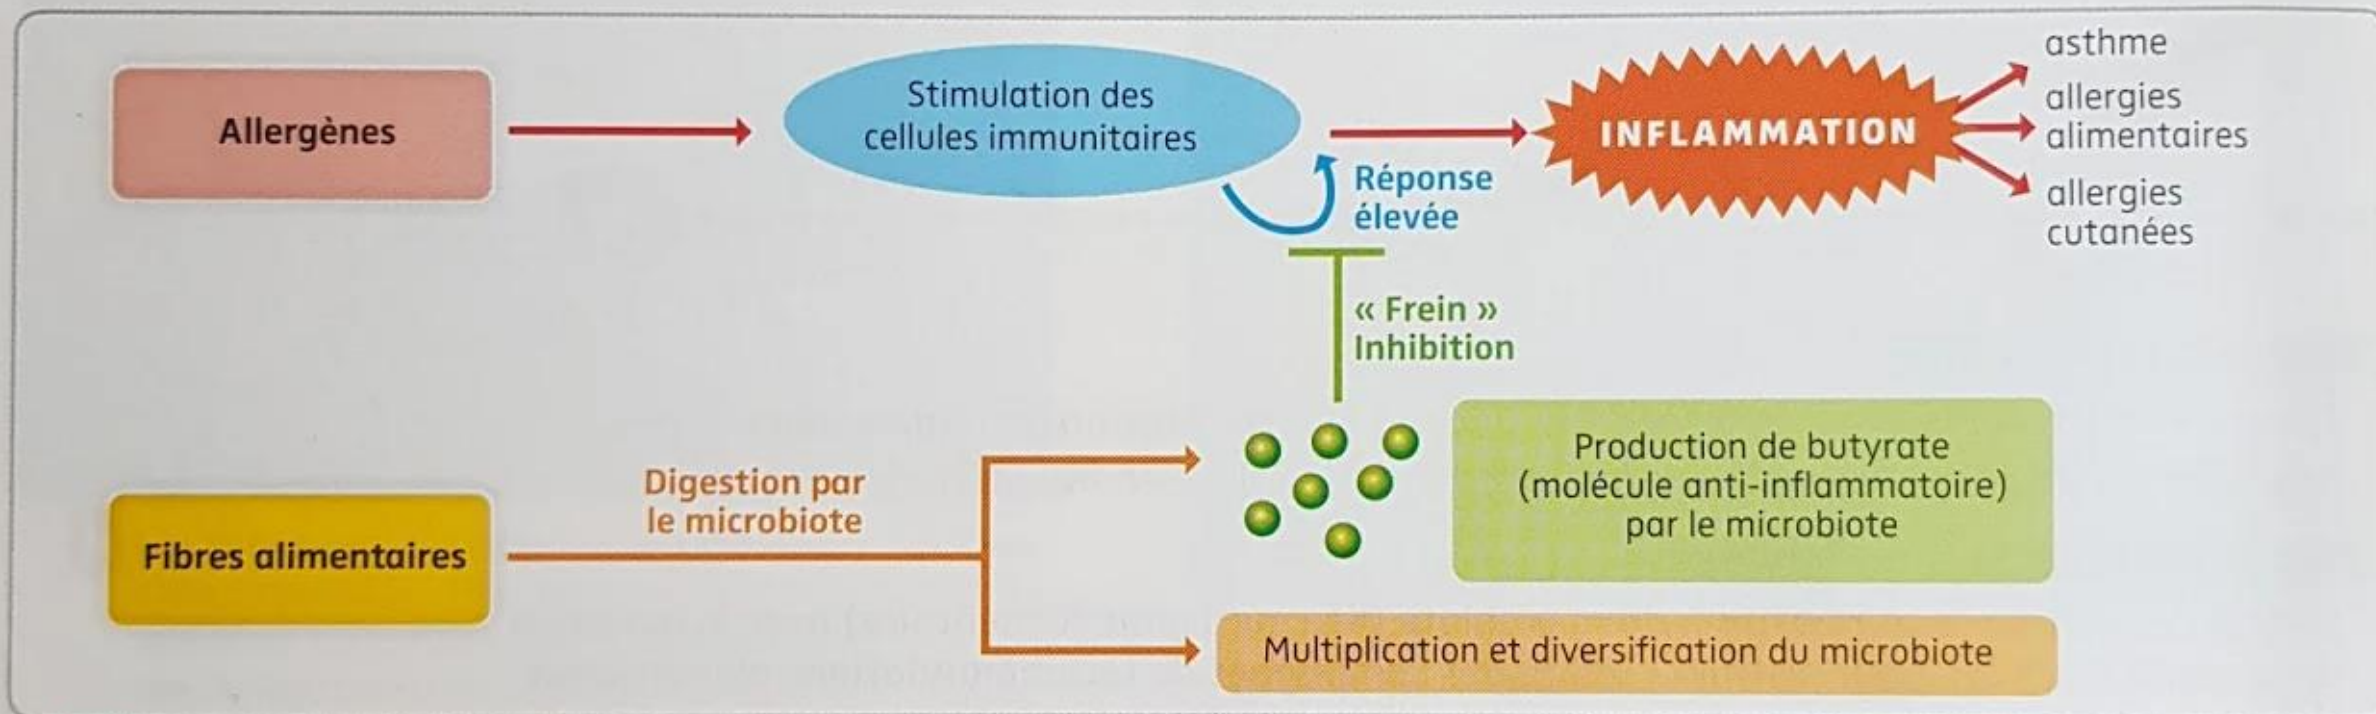 Allergènes
Stimulation des
cellules immunitaires
Réponse
élevée
INFLAMMATION
asthme
allergies
alimentaires
allergies
cutanées
« Frein »
Inhibition
Fibres alimentaires
Digestion par
le microbiote
Production de butyrate
(molécule anti-inflammatoire)
par le microbiote
Multiplication et diversification du microbiote